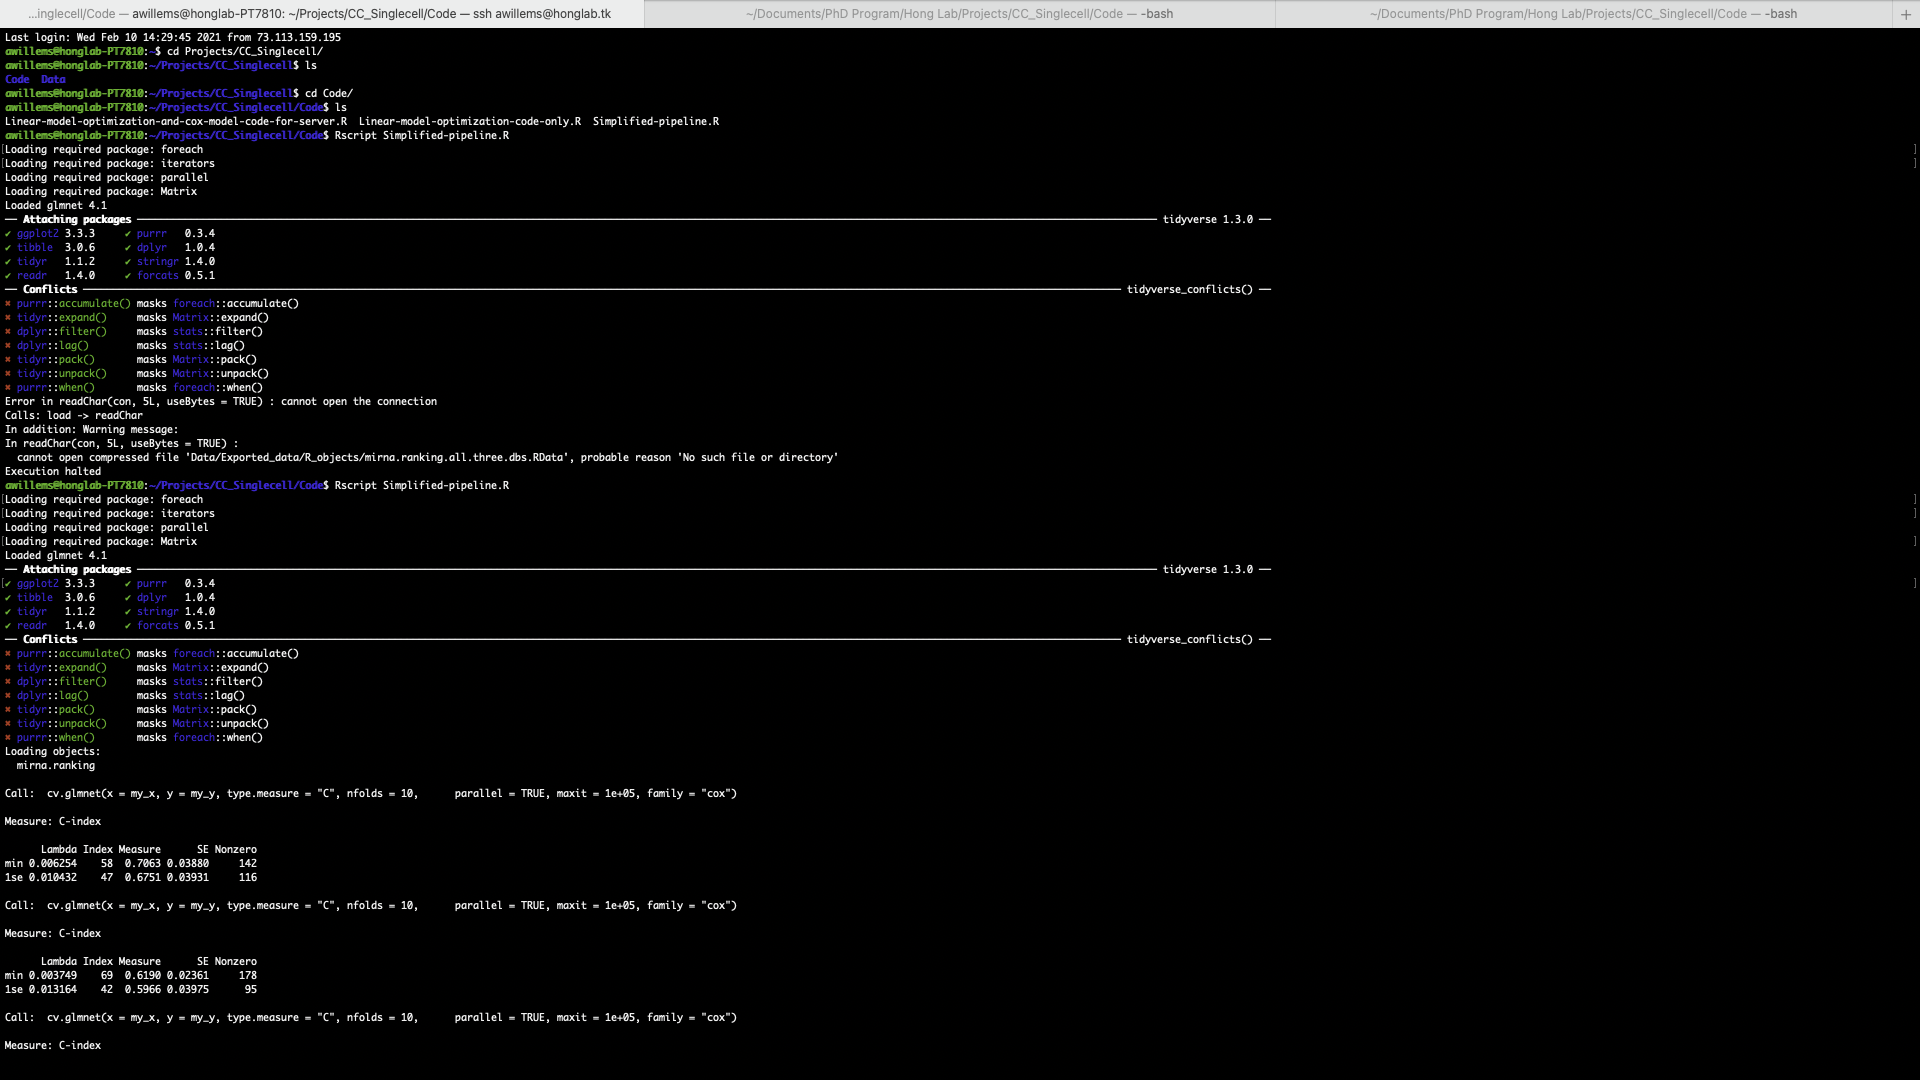 ...inglecell/Code — awillems@honglab-PT7810: ~/Projects/CC_Singlecell/Code — ssh awillems@honglab.tk
~/Documents/PhD Program/Hong Lab/Projects/CC_Singlecell/Code — -bash
~/Documents/PhD Program/Hong Lab/Projects/CC_Singlecell/Code — -bash
+
Last login: Wed Feb 10 14:29:45 2021 from 73.113.159.195
awillems@honglab-PT7810:~$ cd Projects/CC_Singlecell/
awillems@honglab-PT7810:~/Projects/CC_Singlecell$ ls
Code  Data
awillems@honglab-PT7810:~/Projects/CC_Singlecell$ cd Code/
awillems@honglab-PT7810:~/Projects/CC_Singlecell/Code$ ls
Linear-model-optimization-and-cox-model-code-for-server.R  Linear-model-optimization-code-only.R  Simplified-pipeline.R
awillems@honglab-PT7810:~/Projects/CC_Singlecell/Code$ Rscript Simplified-pipeline.R
[Loading required package: foreach ]
[Loading required package: iterators ]
Loading required package: parallel
Loading required package: Matrix
Loaded glmnet 4.1
── Attaching packages ── tidyverse 1.3.0 ──
✔ ggplot2 3.3.3     ✔ purrr   0.3.4
✔ tibble  3.0.6     ✔ dplyr   1.0.4
✔ tidyr   1.1.2     ✔ stringr 1.4.0
✔ readr   1.4.0     ✔ forcats 0.5.1
── Conflicts ── tidyverse_conflicts() ──
✖ purrr::accumulate() masks foreach::accumulate()
✖ tidyr::expand()     masks Matrix::expand()
✖ dplyr::filter()     masks stats::filter()
✖ dplyr::lag()        masks stats::lag()
✖ tidyr::pack()       masks Matrix::pack()
✖ tidyr::unpack()     masks Matrix::unpack()
✖ purrr::when()       masks foreach::when()
Error in readChar(con, 5L, useBytes = TRUE) : cannot open the connection
Calls: load -> readChar
In addition: Warning message:
In readChar(con, 5L, useBytes = TRUE) :
  cannot open compressed file 'Data/Exported_data/R_objects/mirna.ranking.all.three.dbs.RData', probable reason 'No such file or directory'
Execution halted
awillems@honglab-PT7810:~/Projects/CC_Singlecell/Code$ Rscript Simplified-pipeline.R
[Loading required package: foreach ]
[Loading required package: iterators ]
Loading required package: parallel
[Loading required package: Matrix ]
Loaded glmnet 4.1
── Attaching packages ── tidyverse 1.3.0 ──
[✔ ggplot2 3.3.3     ✔ purrr   0.3.4 ]
✔ tibble  3.0.6     ✔ dplyr   1.0.4
✔ tidyr   1.1.2     ✔ stringr 1.4.0
✔ readr   1.4.0     ✔ forcats 0.5.1
── Conflicts ── tidyverse_conflicts() ──
✖ purrr::accumulate() masks foreach::accumulate()
✖ tidyr::expand()     masks Matrix::expand()
✖ dplyr::filter()     masks stats::filter()
✖ dplyr::lag()        masks stats::lag()
✖ tidyr::pack()       masks Matrix::pack()
✖ tidyr::unpack()     masks Matrix::unpack()
✖ purrr::when()       masks foreach::when()
Loading objects:
  mirna.ranking
Call:  cv.glmnet(x = my_x, y = my_y, type.measure = "C", nfolds = 10,      parallel = TRUE, maxit = 1e+05, family = "cox")
Measure: C-index
      Lambda Index Measure      SE Nonzero
min 0.006254    58  0.7063 0.03880     142
1se 0.010432    47  0.6751 0.03931     116
Call:  cv.glmnet(x = my_x, y = my_y, type.measure = "C", nfolds = 10,      parallel = TRUE, maxit = 1e+05, family = "cox")
Measure: C-index
      Lambda Index Measure      SE Nonzero
min 0.003749    69  0.6190 0.02361     178
1se 0.013164    42  0.5966 0.03975      95
Call:  cv.glmnet(x = my_x, y = my_y, type.measure = "C", nfolds = 10,      parallel = TRUE, maxit = 1e+05, family = "cox")
Measure: C-index